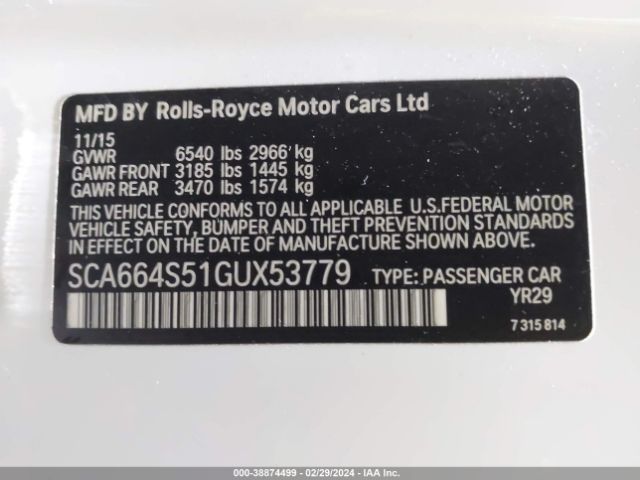 MFD BY Rolls-Royce Motor Cars Ltd
11/15
GVWR 6540 lbs 2966 kg
GAWR FRONT 3185 lbs 1445 kg
GAWR REAR 3470 lbs 1574 kg
THIS VEHICLE CONFORMS TO ALL APPLICABLE U.S.FEDERAL MOTOR
VEHICLE SAFETY, BUMPER AND THEFT PREVENTION STANDARDS
IN EFFECT ON THE DATE OF MANUFACTURE SHOWN ABOVE.
SCA664S51GUX53779 TYPE: PASSENGER CAR
YR29
7 315 814
000 - 38874499 - 02/29/2024 - IAA Inc.